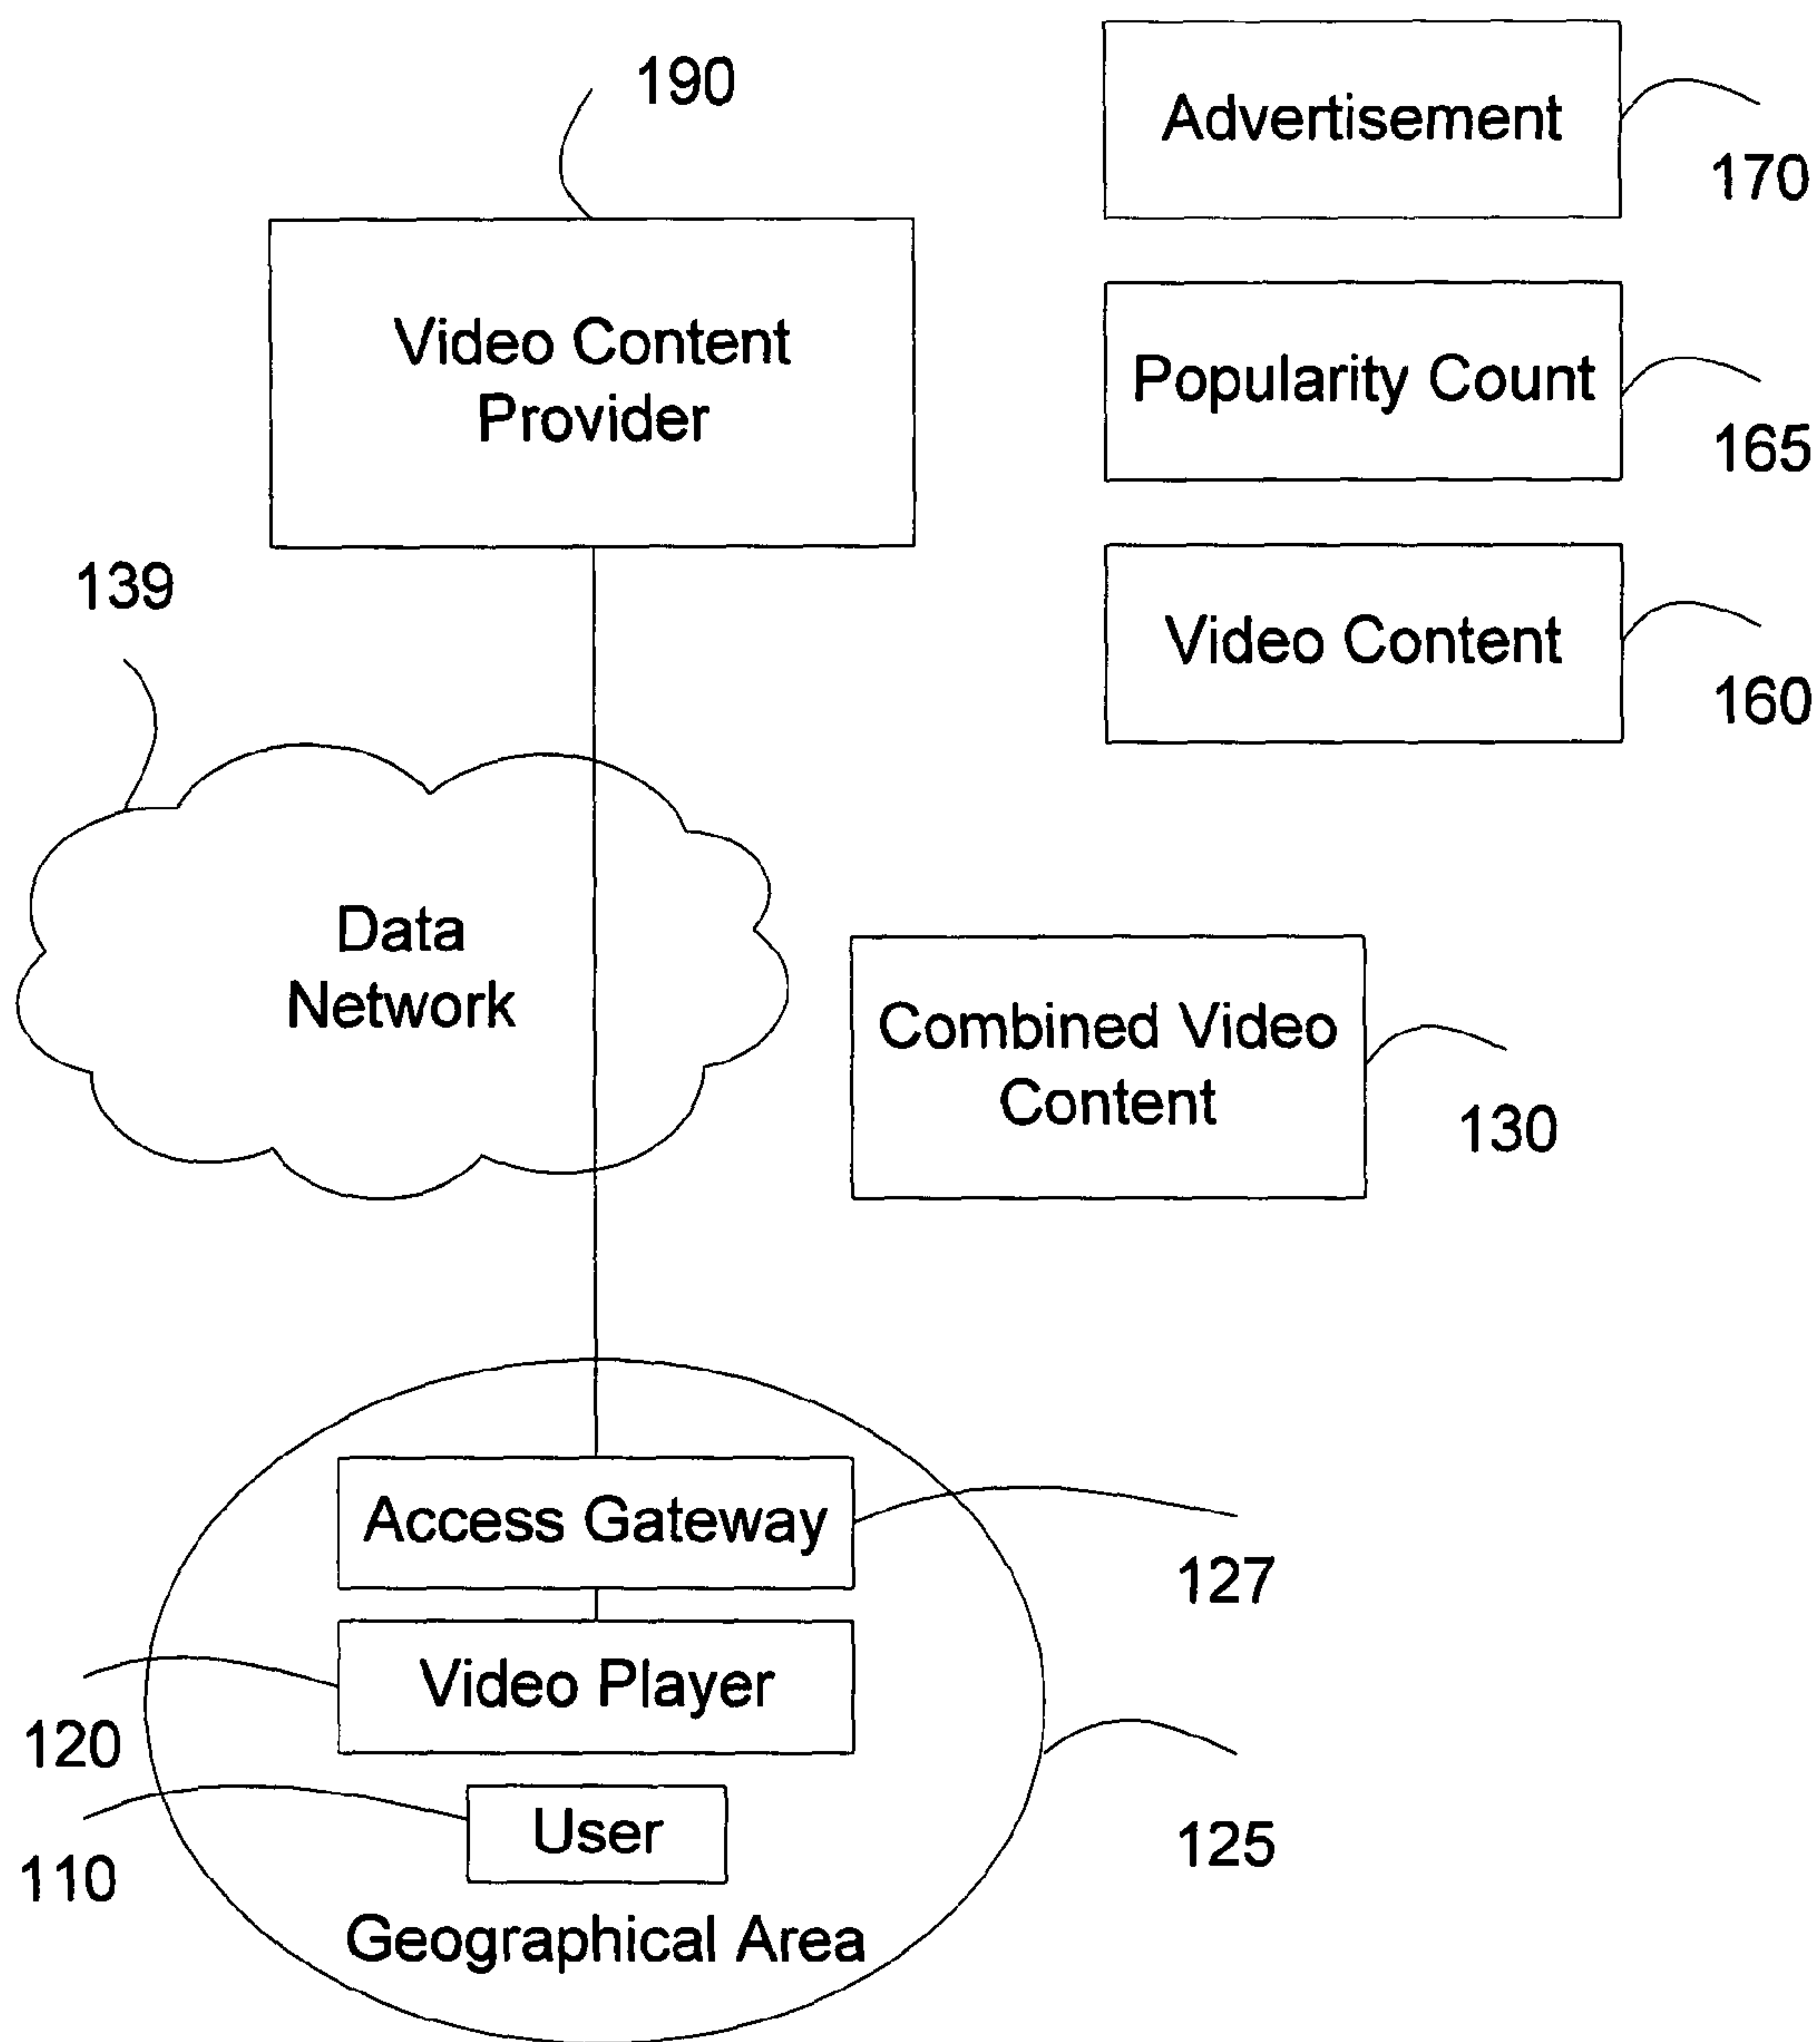 190
Advertisement
170
Video Content
Provider
Popularity Count
165
139
Video Content
160
Data
Network
Combined Video
Content
130
Access Gateway
127
Video Player
120
125
User
110
Geographical Area